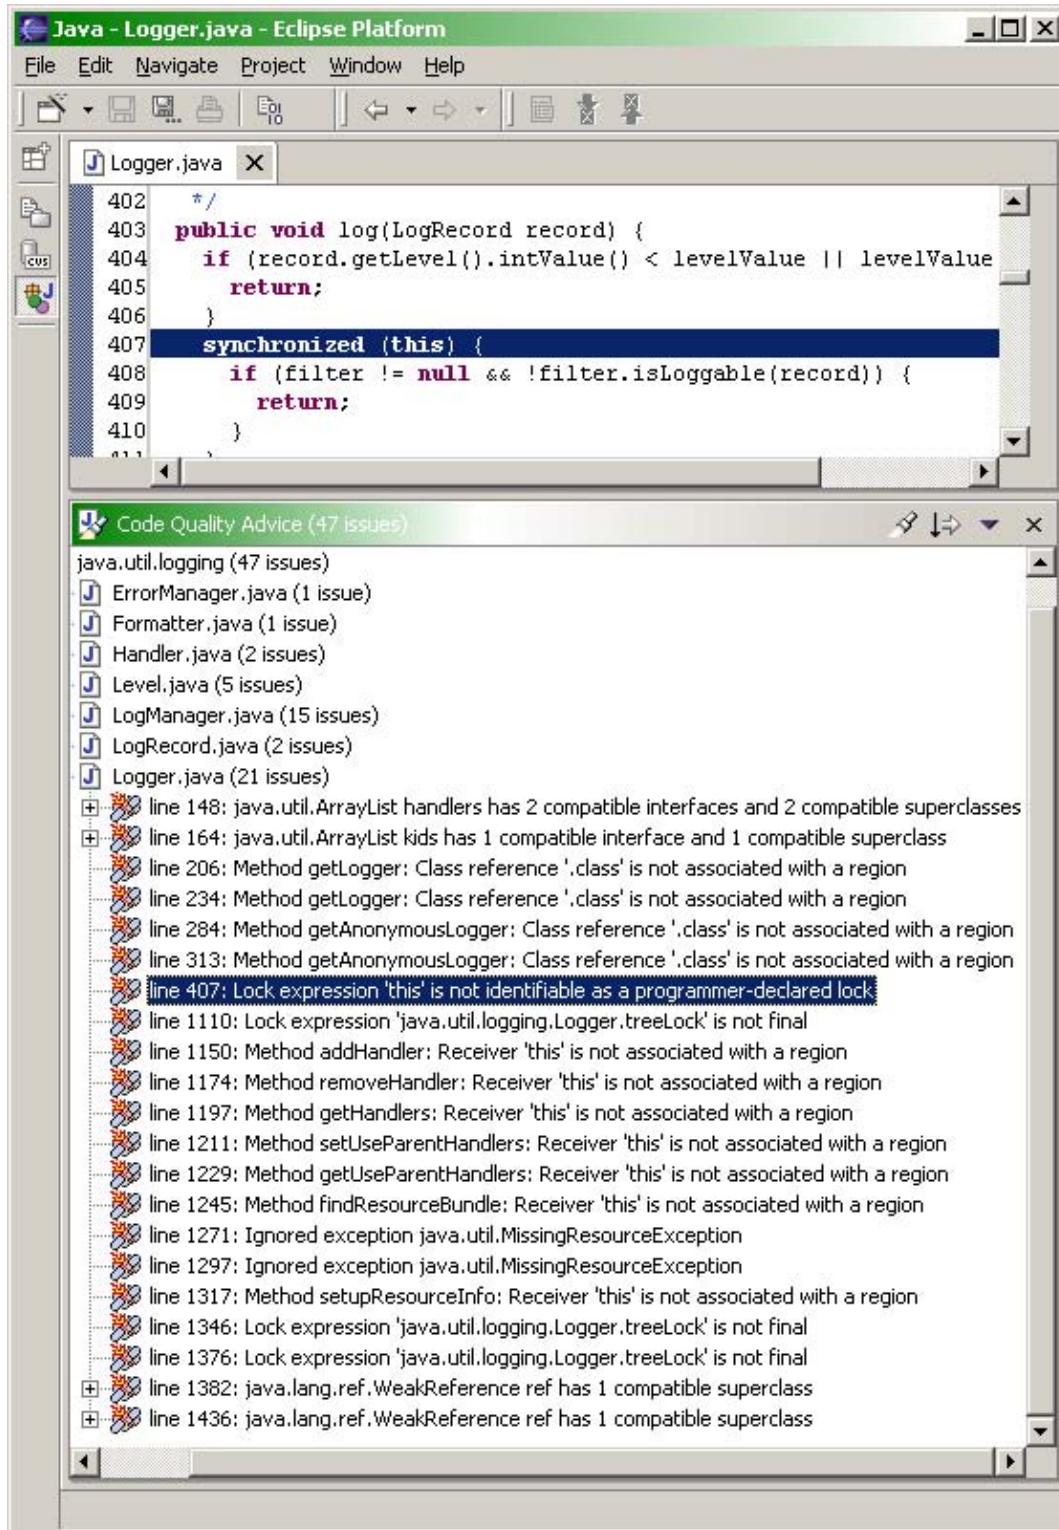 Java - Logger.java - Eclipse Platform
File Edit Navigate Project Window Help
Logger.java
402 */
403 public void log(LogRecord record) {
404 if (record.getLevel().intValue() < levelValue || levelValue
405 return;
406 }
407 synchronized (this) {
408 if (filter != null && !filter.isLoggable(record)) {
409 return;
410 }
Code Quality Advice (47 issues)
java.util.logging (47 issues)
ErrorManager.java (1 issue)
Formatter.java (1 issue)
Handler.java (2 issues)
Level.java (5 issues)
LogManager.java (15 issues)
LogRecord.java (2 issues)
Logger.java (21 issues)
line 148: java.util.ArrayList handlers has 2 compatible interfaces and 2 compatible superclasses
line 164: java.util.ArrayList kids has 1 compatible interface and 1 compatible superclass
line 206: Method getLogger: Class reference '.class' is not associated with a region
line 234: Method getLogger: Class reference '.class' is not associated with a region
line 284: Method getAnonymousLogger: Class reference '.class' is not associated with a region
line 313: Method getAnonymousLogger: Class reference '.class' is not associated with a region
line 407: Lock expression 'this' is not identifiable as a programmer-declared lock
line 1110: Lock expression 'java.util.logging.Logger.treeLock' is not final
line 1150: Method addHandler: Receiver 'this' is not associated with a region
line 1174: Method removeHandler: Receiver 'this' is not associated with a region
line 1197: Method getHandlers: Receiver 'this' is not associated with a region
line 1211: Method setUseParentHandlers: Receiver 'this' is not associated with a region
line 1229: Method getUseParentHandlers: Receiver 'this' is not associated with a region
line 1245: Method findResourceBundle: Receiver 'this' is not associated with a region
line 1271: Ignored exception java.util.MissingResourceException
line 1297: Ignored exception java.util.MissingResourceException
line 1317: Method setupResourceInfo: Receiver 'this' is not associated with a region
line 1346: Lock expression 'java.util.logging.Logger.treeLock' is not final
line 1376: Lock expression 'java.util.logging.Logger.treeLock' is not final
line 1382: java.lang.ref.WeakReference ref has 1 compatible superclass
line 1436: java.lang.ref.WeakReference ref has 1 compatible superclass